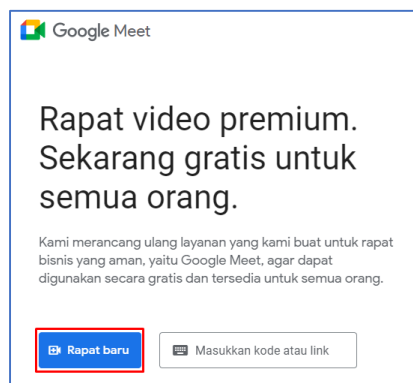 Google Meet
Rapat video premium.
Sekarang gratis untuk
semua orang.
Kami merancang ulang layanan yang kami buat untuk rapat
bisnis yang aman, yaitu Google Meet, agar dapat
digunakan secara gratis dan tersedia untuk semua orang.
Rapat baru
Masukkan kode atau link